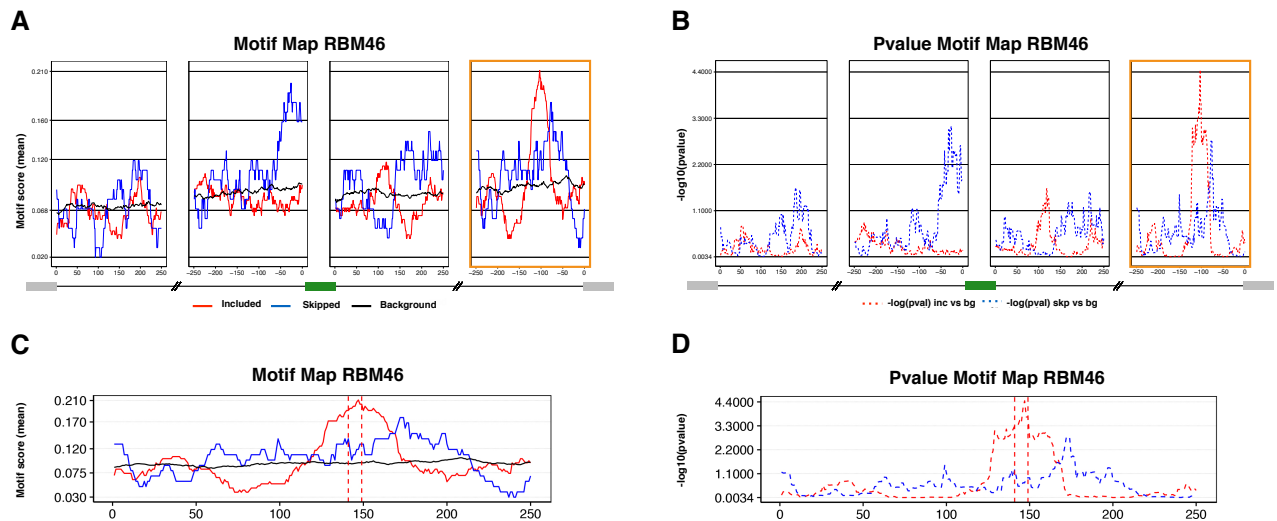 A
Motif Map RBM46
Motif score (mean)
0.210
0.160
0.120
0.068
0.020
0 50 100 150 200 250
−250 −200 −150 −100 −50 0
0 50 100 150 200 250
−250 −200 −150 −100 −50 0
Included Skipped Background
B
Pvalue Motif Map RBM46
-log10(pvalue)
4.4000
3.3000
2.2000
1.1000
0.0034
0 50 100 150 200 250
−250 −200 −150 −100 −50 0
0 50 100 150 200 250
−250 −200 −150 −100 −50 0
-log(pval) inc vs bg -log(pval) skp vs bg
C
Motif Map RBM46
Motif score (mean)
0.210
0.170
0.120
0.075
0.030
0 50 100 150 200 250
D
Pvalue Motif Map RBM46
-log10(pvalue)
4.4000
3.3000
2.2000
1.1000
0.0034
0 50 100 150 200 250